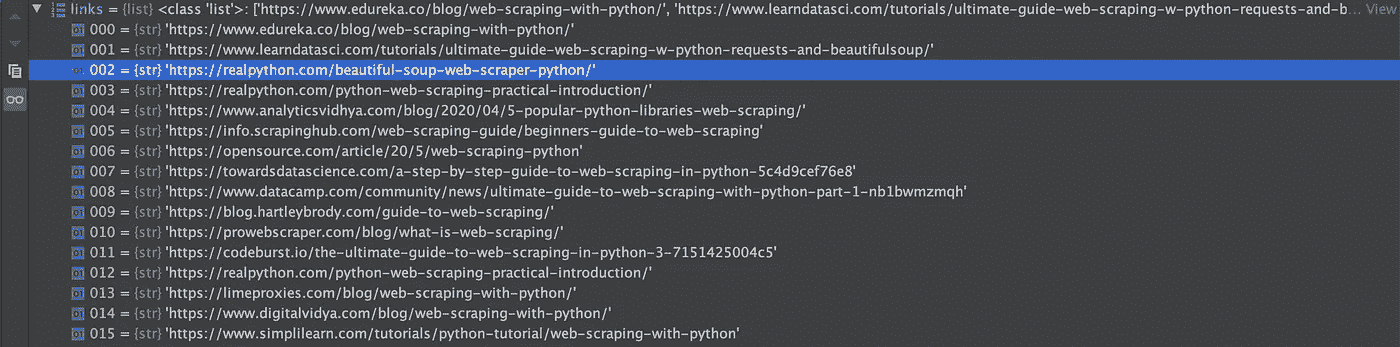 links = {list} <class 'list'>: ['https://www.edureka.co/blog/web-scraping-with-python/', 'https://www.learndatasci.com/tutorials/ultimate-guide-web-scraping-w-python-requests-and-b... View
000 = {str} 'https://www.edureka.co/blog/web-scraping-with-python/'
001 = {str} 'https://www.learndatasci.com/tutorials/ultimate-guide-web-scraping-w-python-requests-and-beautifulsoup/'
002 = {str} 'https://realpython.com/beautiful-soup-web-scraper-python/'
003 = {str} 'https://realpython.com/python-web-scraping-practical-introduction/'
004 = {str} 'https://www.analyticsvidhya.com/blog/2020/04/5-popular-python-libraries-web-scraping/'
005 = {str} 'https://info.scrapinghub.com/web-scraping-guide/beginners-guide-to-web-scraping'
006 = {str} 'https://opensource.com/article/20/5/web-scraping-python'
007 = {str} 'https://towardsdatascience.com/a-step-by-step-guide-to-web-scraping-in-python-5c4d9cef76e8'
008 = {str} 'https://www.datacamp.com/community/news/ultimate-guide-to-web-scraping-with-python-part-1-nb1bwmzmqh'
009 = {str} 'https://blog.hartleybrody.com/guide-to-web-scraping/'
010 = {str} 'https://prowebscraper.com/blog/what-is-web-scraping/'
011 = {str} 'https://codeburst.io/the-ultimate-guide-to-web-scraping-in-python-3-7151425004c5'
012 = {str} 'https://realpython.com/python-web-scraping-practical-introduction/'
013 = {str} 'https://limeproxies.com/blog/web-scraping-with-python/'
014 = {str} 'https://www.digitalvidya.com/blog/web-scraping-with-python/'
015 = {str} 'https://www.simplilearn.com/tutorials/python-tutorial/web-scraping-with-python'